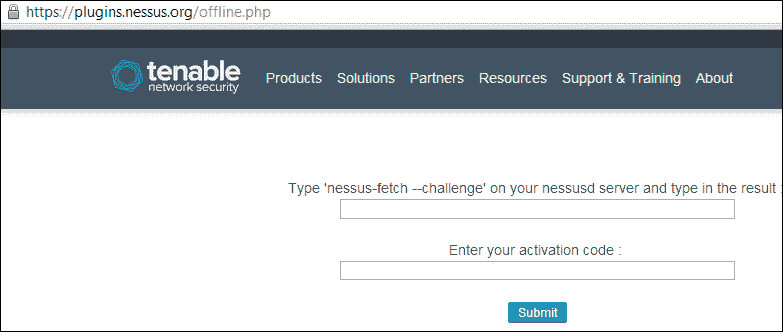 https://plugins.nessus.org/offline.php
tenable
network security
Products Solutions Partners Resources Support & Training About
Type 'nessus-fetch --challenge' on your nessusd server and type in the result :
Enter your activation code :
Submit